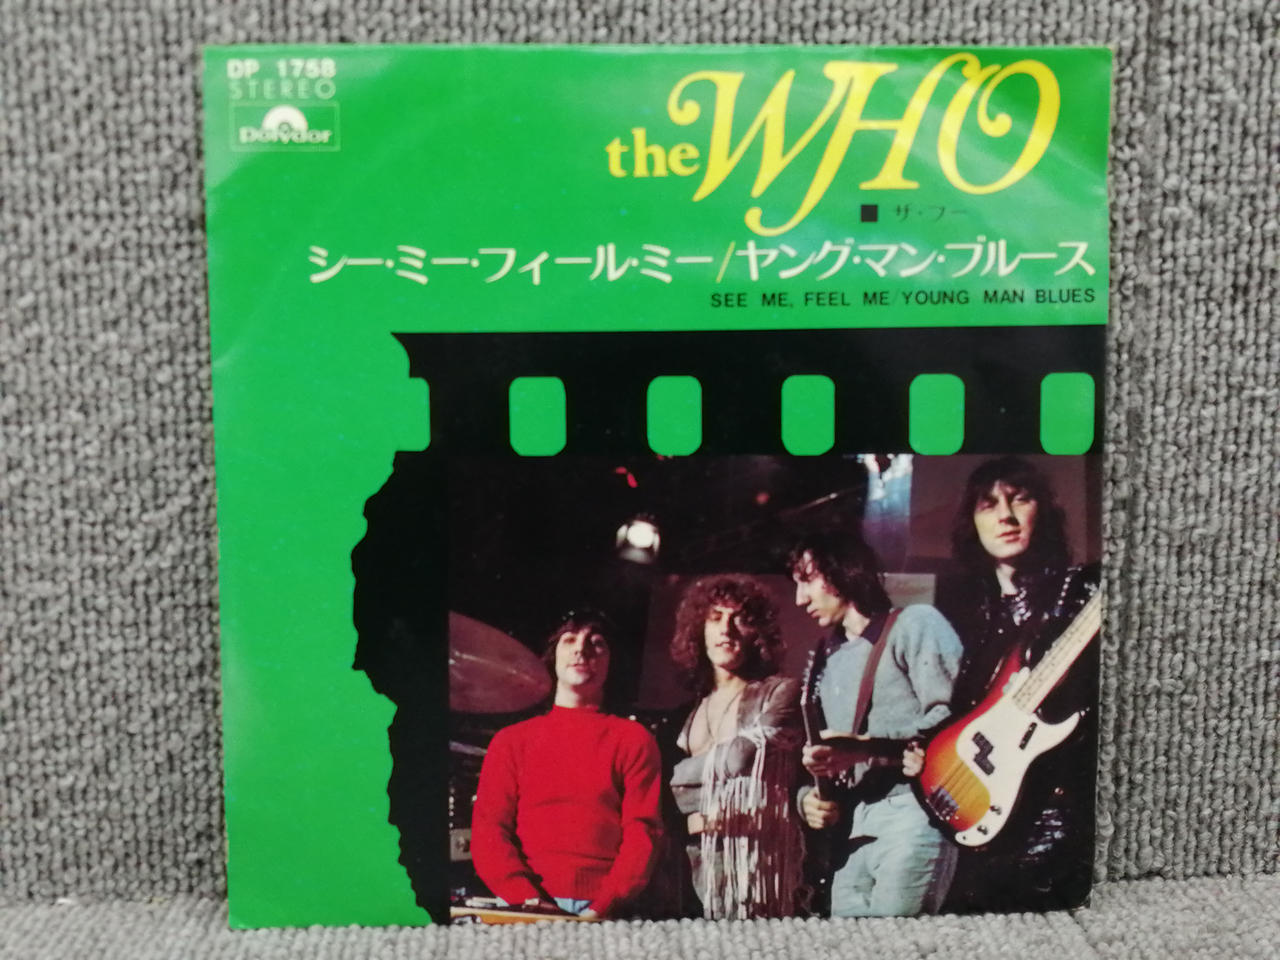 DP 1758
STEREO
Polydor
the WHO
■ ザ・フー
シー・ミー・フィール・ミー/ヤング・マン・ブルース
SEE ME, FEEL ME/YOUNG MAN BLUES